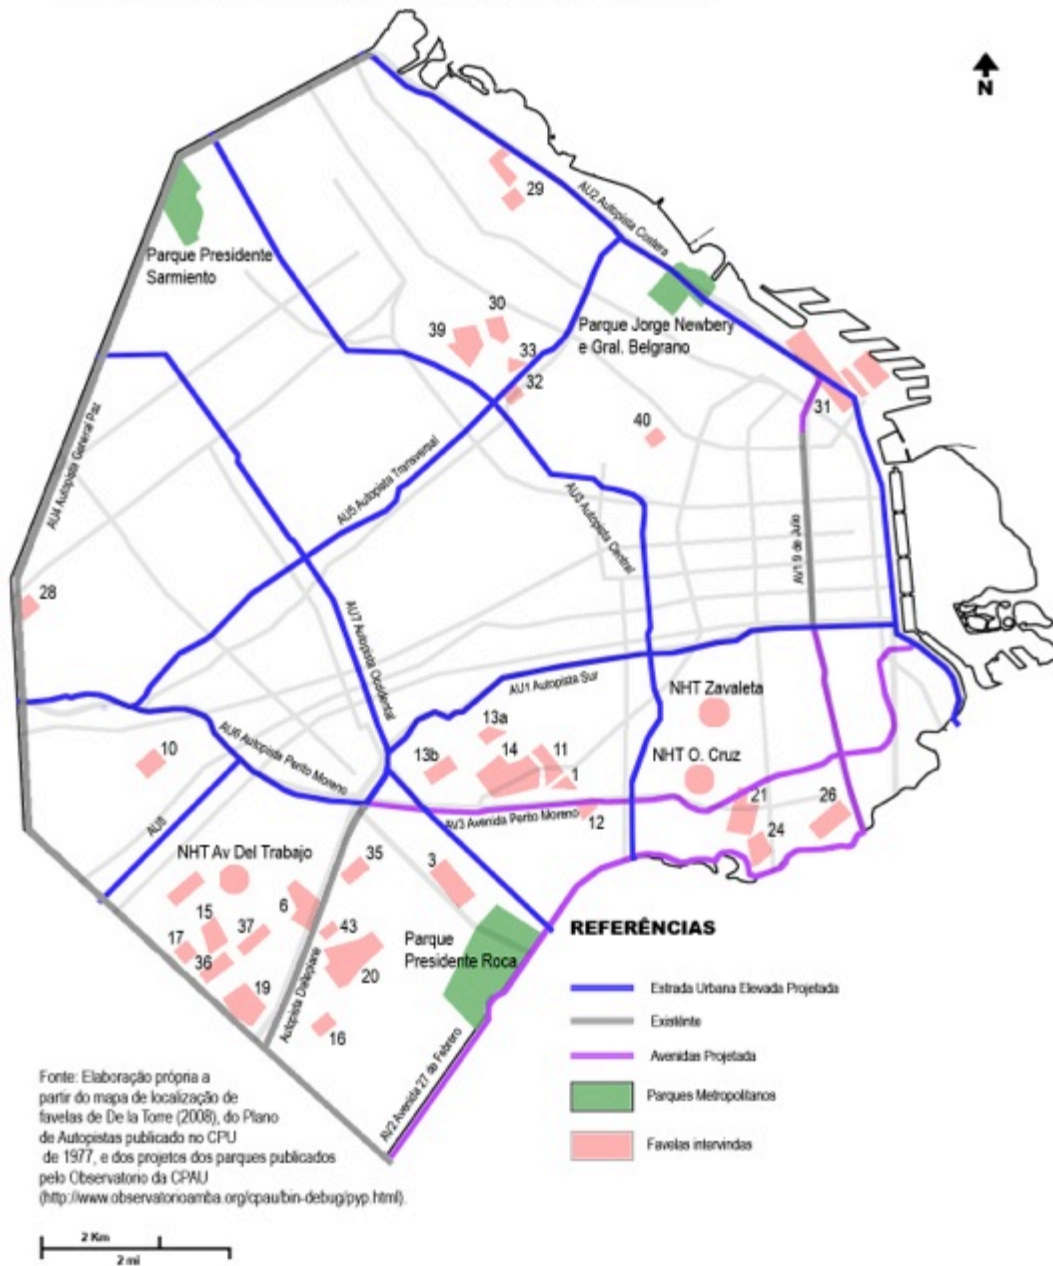 N
29
AU2 Autopista Costera
Parque Presidente
Sarmiento
30
39
33
32
Parque Jorge Newbery
e Gral. Belgrano
31
40
AU4 Autopista General Paz
AU5 Autopista Transversal
AU3 Autopista Central
AV1 9 de Julio
28
AU7 Autopista Occidental
AU1 Autopista Sur
NHT Zavaleta
13a
13b
14
11
1
NHT O. Cruz
10
AU6 Autopista Perito Moreno
AV3 Avenida Perito Moreno
12
21
26
24
AU8
NHT Av Del Trabajo
35
3
6
15
37
43
17
36
20
19
16
Autopista Dellepiane
Parque
Presidente Roca
AV2 Avenida 27 de Febrero
REFERÊNCIAS
Estrada Urbana Elevada Projetada
Existênte
Avenidas Projetada
Parques Metropolitanos
Favelas intervindas
Fonte: Elaboração própria a
partir do mapa de localização de
favelas de De la Torre (2008), do Plano
de Autopistas publicado no CPU
de 1977, e dos projetos dos parques publicados
pelo Observatorio da CPAU
(http://www.observatorioamba.org/cpau/bin-debug/pyp.html).
2 Km
2 mi